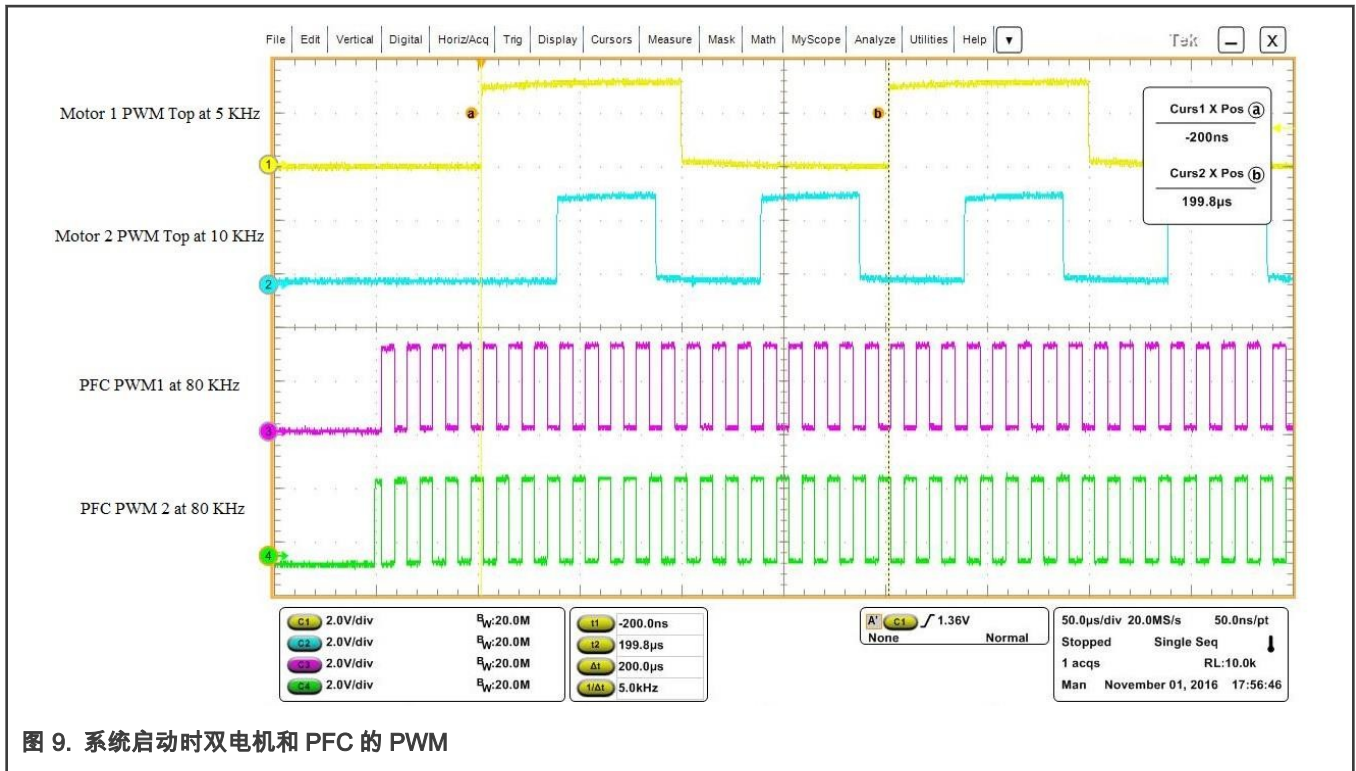 File Edit Vertical Digital Horiz/Acq Trig Display Cursors Measure Mask Math MyScope Analyze Utilities Help ▼ Tek — X
Motor 1 PWM Top at 5 KHz
a
b
Curs1 X Pos ⓐ
-200ns
Curs2 X Pos ⓑ
199.8µs
1
Motor 2 PWM Top at 10 KHz
2
PFC PWM1 at 80 KHz
3
PFC PWM 2 at 80 KHz
4
C1 2.0V/div BW:20.0M
C2 2.0V/div BW:20.0M
C3 2.0V/div BW:20.0M
C4 2.0V/div BW:20.0M
t1 -200.0ns
t2 199.8µs
Δt 200.0µs
1/Δt 5.0kHz
A' C1 1.36V
None Normal
50.0µs/div 20.0MS/s 50.0ns/pt
Stopped Single Seq
1 acqs RL:10.0k
Man November 01, 2016 17:56:46
图 9. 系统启动时双电机和 PFC 的 PWM